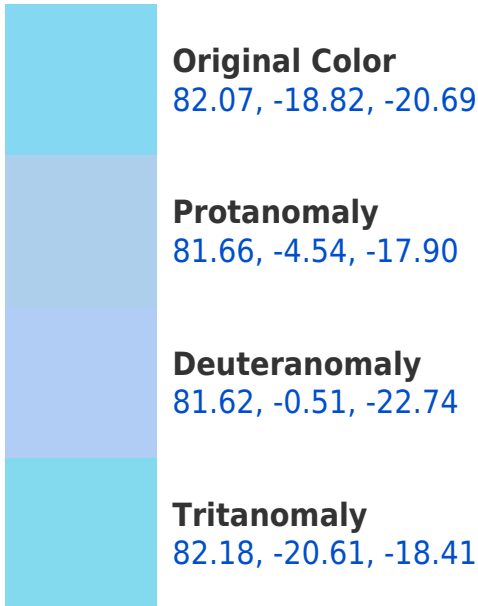 Original Color
82.07, -18.82, -20.69
Protanomaly
81.66, -4.54, -17.90
Deuteranomaly
81.62, -0.51, -22.74
Tritanomaly
82.18, -20.61, -18.41